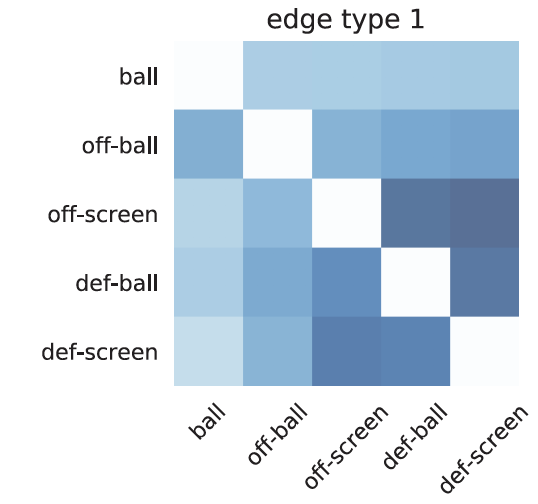 edge type 1
ball
off-ball
off-screen
def-ball
def-screen
ball
off-ball
off-screen
def-ball
def-screen